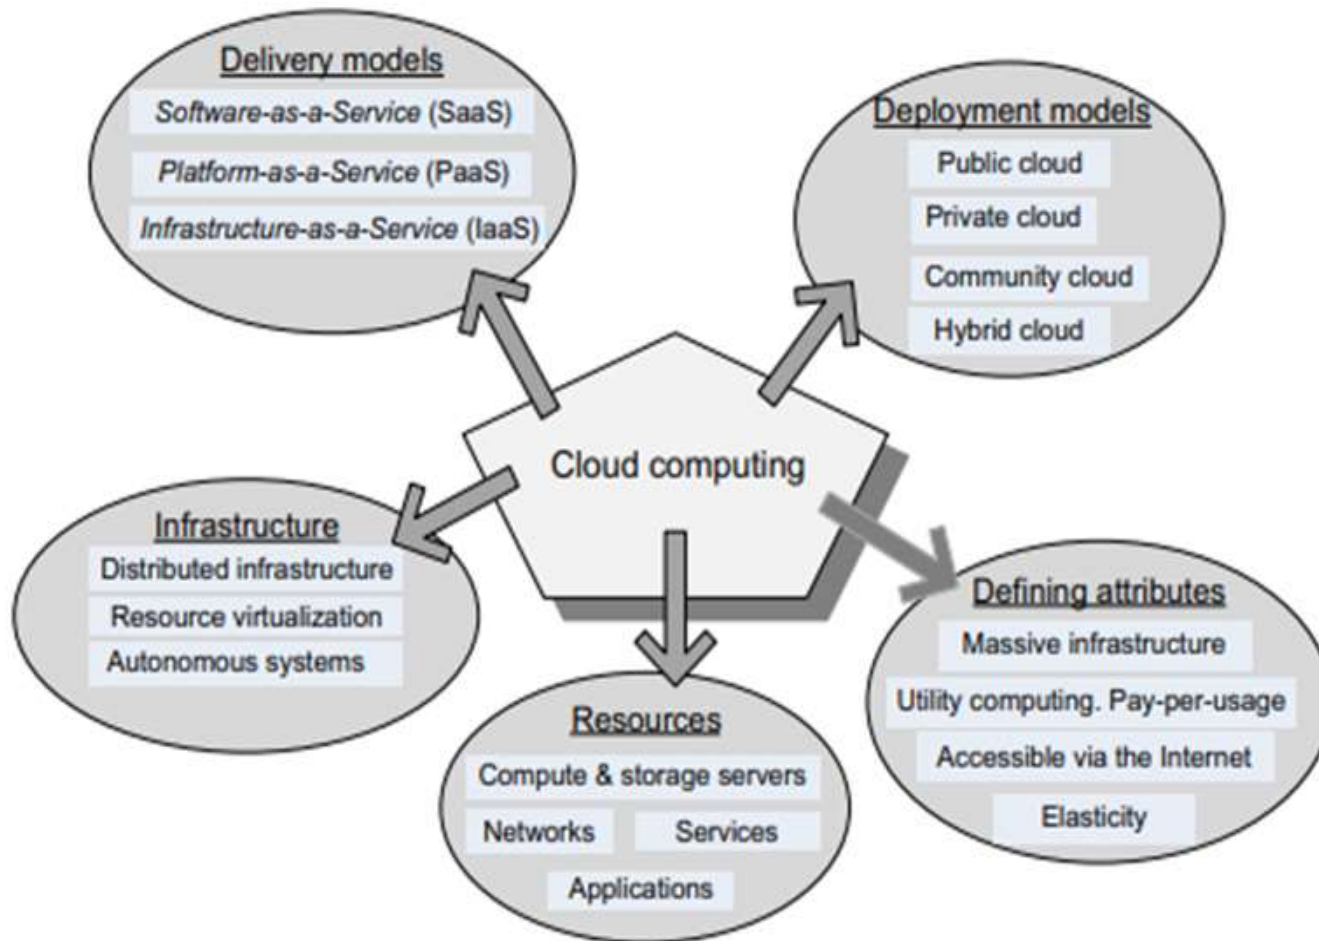 Delivery models
Software-as-a-Service (SaaS)
Platform-as-a-Service (PaaS)
Infrastructure-as-a-Service (IaaS)
Deployment models
Public cloud
Private cloud
Community cloud
Hybrid cloud
Cloud computing
Infrastructure
Distributed infrastructure
Resource virtualization
Autonomous systems
Resources
Compute & storage servers
Networks Services
Applications
Defining attributes
Massive infrastructure
Utility computing. Pay-per-usage
Accessible via the Internet
Elasticity